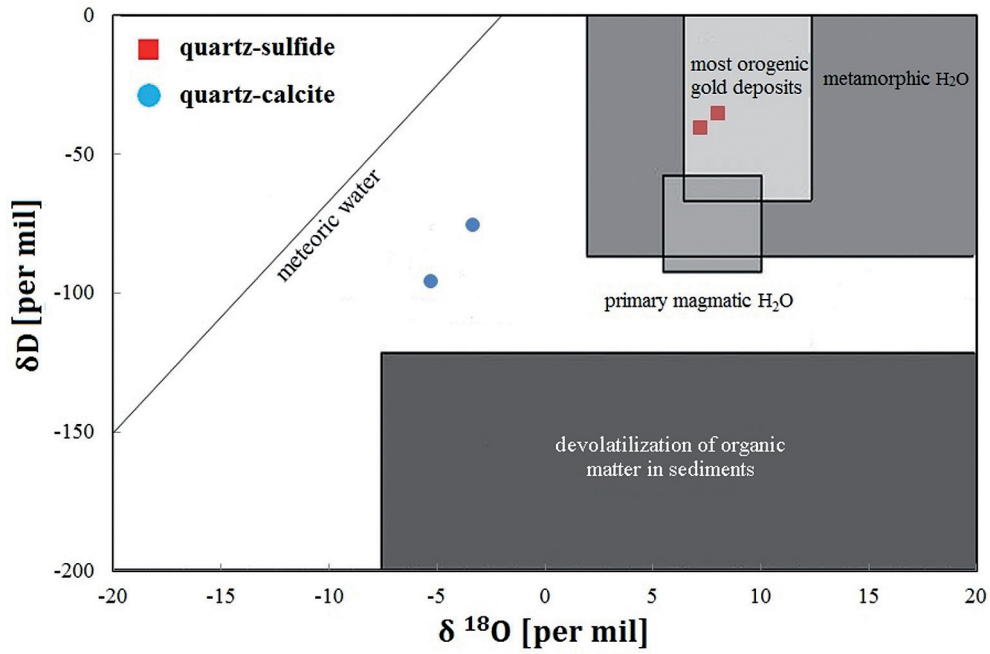 quartz-sulfide
quartz-calcite
most orogenic
gold deposits
metamorphic H₂O
meteoric water
primary magmatic H₂O
devolatilization of organic
matter in sediments
0
-50
-100
-150
-200
δD [per mil]
-20 -15 -10 -5 0 5 10 15 20
δ ¹⁸O [per mil]